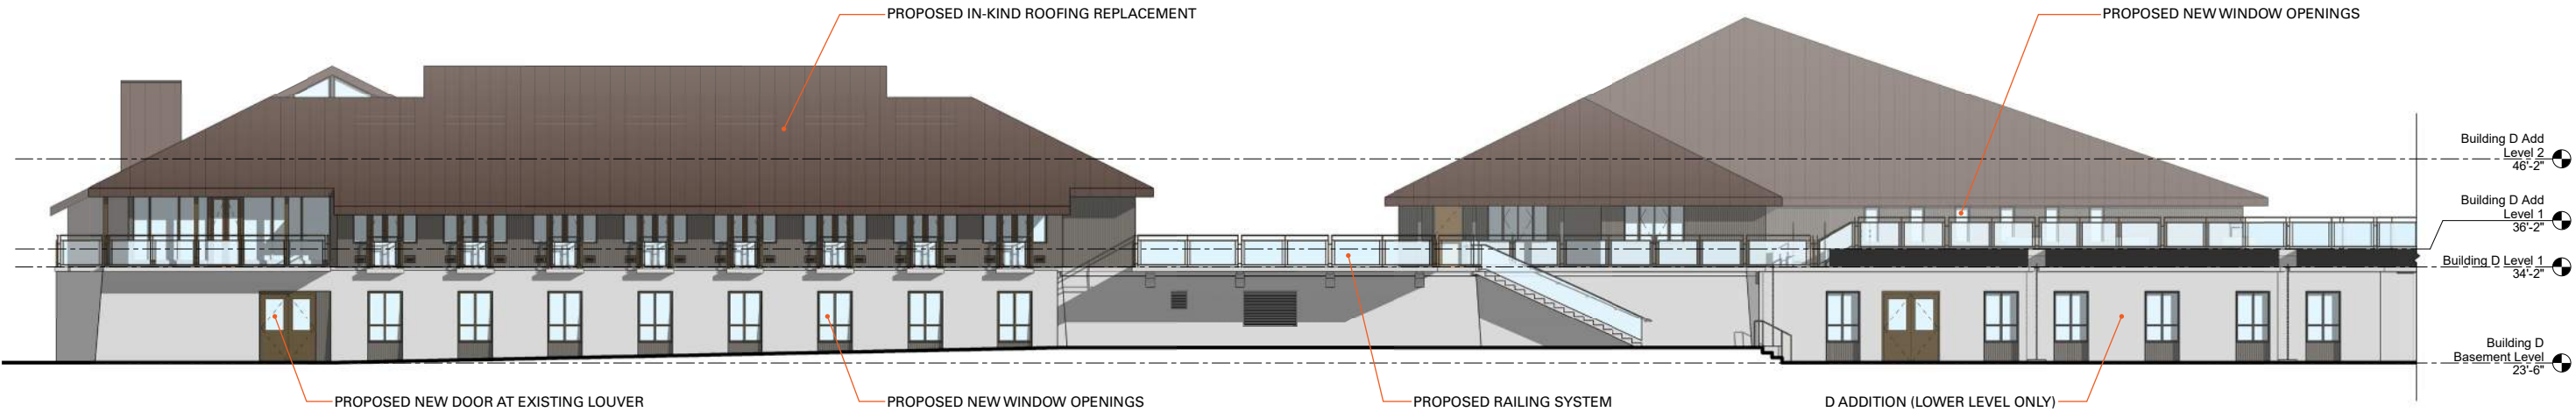 PROPOSED IN-KIND ROOFING REPLACEMENT
PROPOSED NEW WINDOW OPENINGS
Building D Add
Level 2
46'-2"
Building D Add
Level 1
36'-2"
Building D Level 1
34'-2"
Building D
Basement Level
23'-6"
PROPOSED NEW DOOR AT EXISTING LOUVER
PROPOSED NEW WINDOW OPENINGS
PROPOSED RAILING SYSTEM
D ADDITION (LOWER LEVEL ONLY)